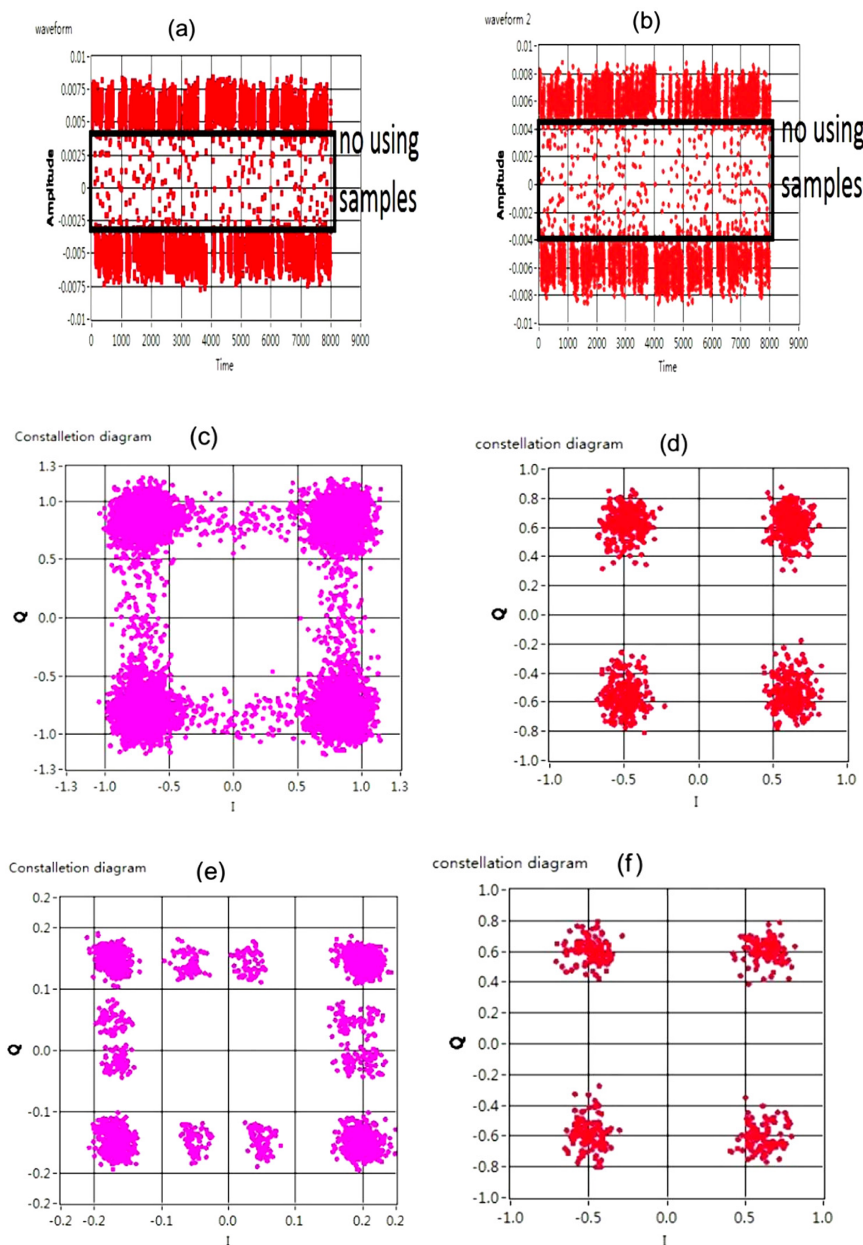 (a)
waveform
0.01
0.0075
0.005
0.0025
0
-0.0025
-0.005
-0.0075
-0.01
Amplitude
no using
samples
0 1000 2000 3000 4000 5000 6000 7000 8000 9000
Time
(b)
waveform 2
0.01
0.008
0.006
0.004
0.002
0
-0.002
-0.004
-0.006
-0.008
-0.01
Amplitude
no using
samples
0 1000 2000 3000 4000 5000 6000 7000 8000 9000
Time
Constalletion diagram (c)
1.3
1.0
0.5
0.0
-0.5
-1.0
-1.3
Q
-1.3 -1.0 -0.5 0.0 0.5 1.0 1.3
I
constellation diagram (d)
1.0
0.8
0.6
0.4
0.2
0.0
-0.2
-0.4
-0.6
-0.8
-1.0
Q
-1.0 -0.5 0.0 0.5 1.0
I
Constalletion diagram (e)
0.2
0.2
0.1
0.0
-0.1
-0.2
-0.2
Q
-0.2 -0.2 -0.1 0.0 0.1 0.2 0.2
I
constellation diagram (f)
1.0
0.8
0.6
0.4
0.2
0.0
-0.2
-0.4
-0.6
-0.8
-1.0
Q
-1.0 -0.5 0.0 0.5 1.0
I